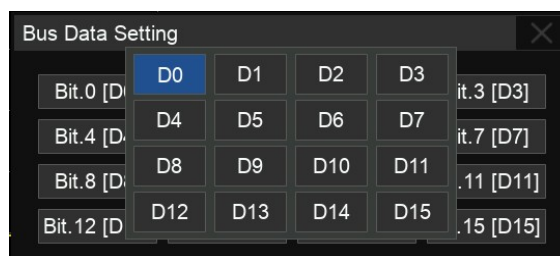 Bus Data Setting
D0 D1 D2 D3
Bit.0 [D it.3 [D3]
D4 D5 D6 D7
Bit.4 [D it.7 [D7]
D8 D9 D10 D11
Bit.8 [D .11 [D11]
D12 D13 D14 D15
Bit.12 [D .15 [D15]